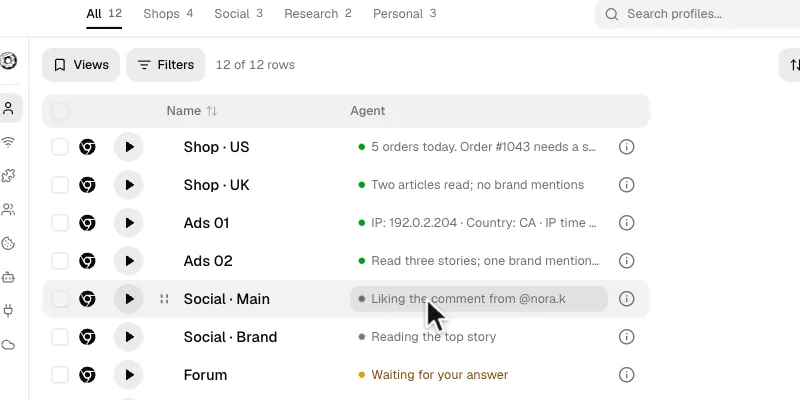 All 12 Shops 4 Social 3 Research 2 Personal 3 Search profiles...
Views Filters 12 of 12 rows
Name Agent
Shop · US 5 orders today. Order #1043 needs a s...
Shop · UK Two articles read; no brand mentions
Ads 01 IP: 192.0.2.204 · Country: CA · IP time ...
Ads 02 Read three stories; one brand mention...
Social · Main Liking the comment from @nora.k
Social · Brand Reading the top story
Forum Waiting for your answer